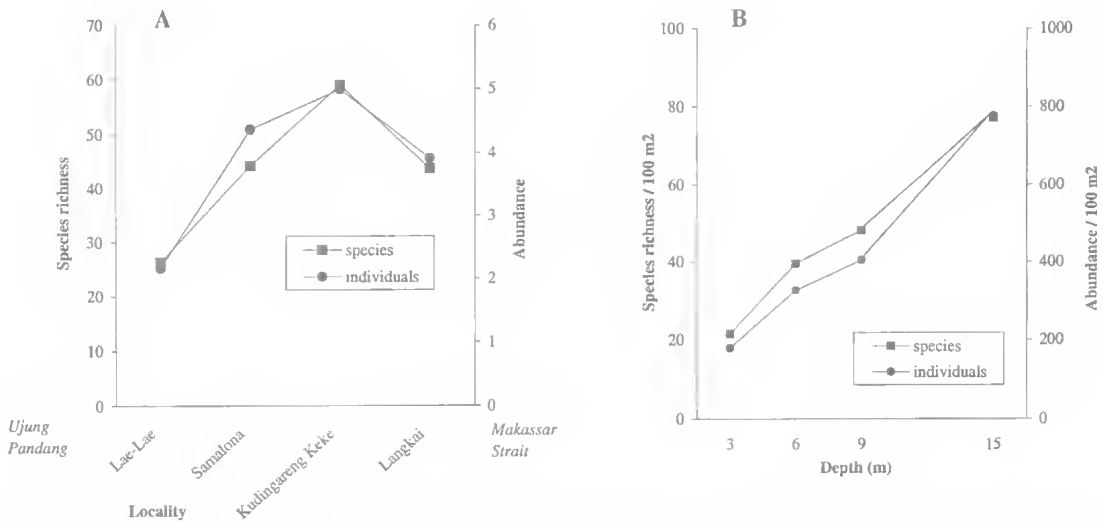 A
70
60
50
40
30
20
10
0
Species richness
6
5
4
3
2
1
0
Abundance
species
individuals
Ujung
Pandang
Lae-Lae
Samalona
Kudingareng Keke
Langkai
Makassar
Strait
Locality
B
100
80
60
40
20
0
Species richness / 100 m2
1000
800
600
400
200
0
Abundance / 100 m2
species
individuals
3
6
9
15
Depth (m)